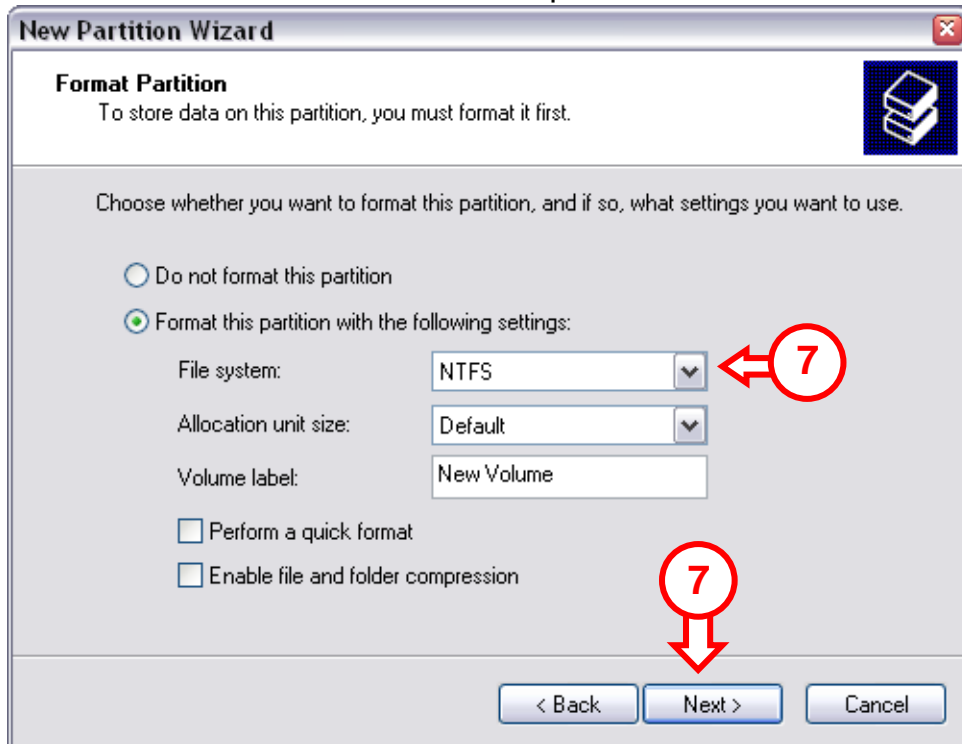 New Partition Wizard
Format Partition
To store data on this partition, you must format it first.
Choose whether you want to format this partition, and if so, what settings you want to use.
Do not format this partition
Format this partition with the following settings:
File system: NTFS 7
Allocation unit size: Default
Volume label: New Volume
Perform a quick format
Enable file and folder compression
7
< Back Next > Cancel